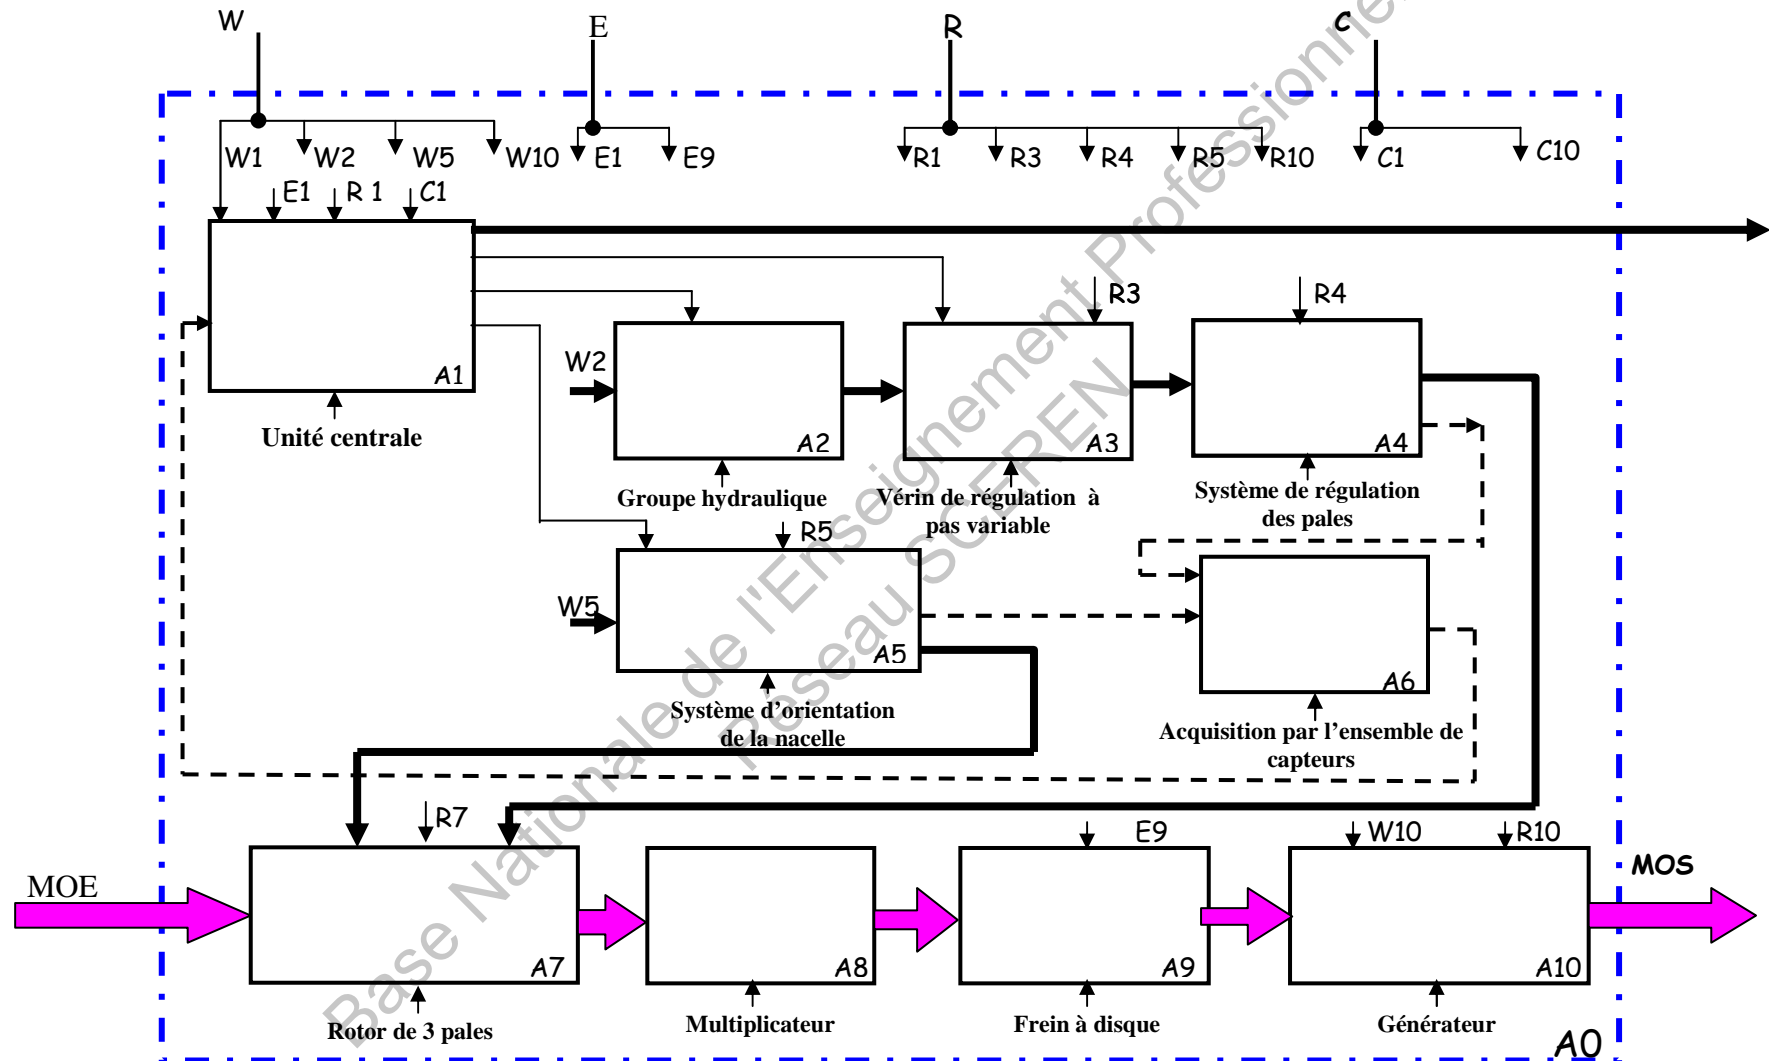 W
E
R
C
W1
W2
W5
W10
E1
E9
R1
R3
R4
R5
R10
C1
C10
E1
R 1
C1
A1
Unité centrale
R3
R4
W2
A2
A3
A4
Groupe hydraulique
Vérin de régulation à
pas variable
Système de régulation
des pales
R5
W5
A5
A6
Système d'orientation
de la nacelle
Acquisition par l'ensemble de
capteurs
R7
E9
W10
R10
MOE
MOS
A7
A8
A9
A10
Rotor de 3 pales
Multiplicateur
Frein à disque
Générateur
A0
Base Nationale de l'Enseignement Professionnel
Réseau SCEREN